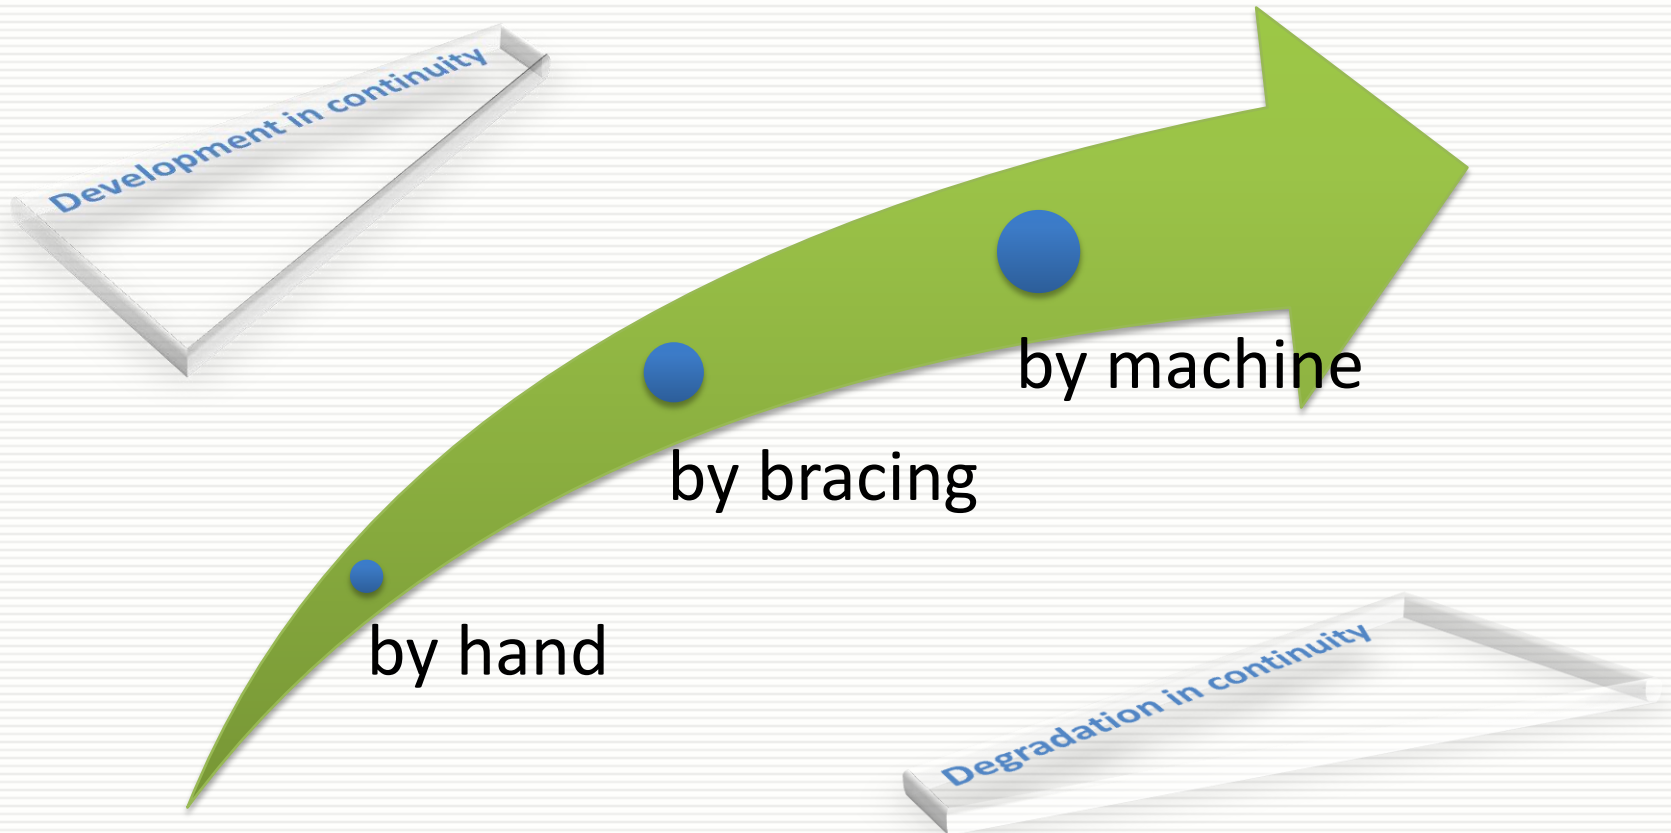 Development in continuity
by machine
by bracing
by hand
Degradation in continuity